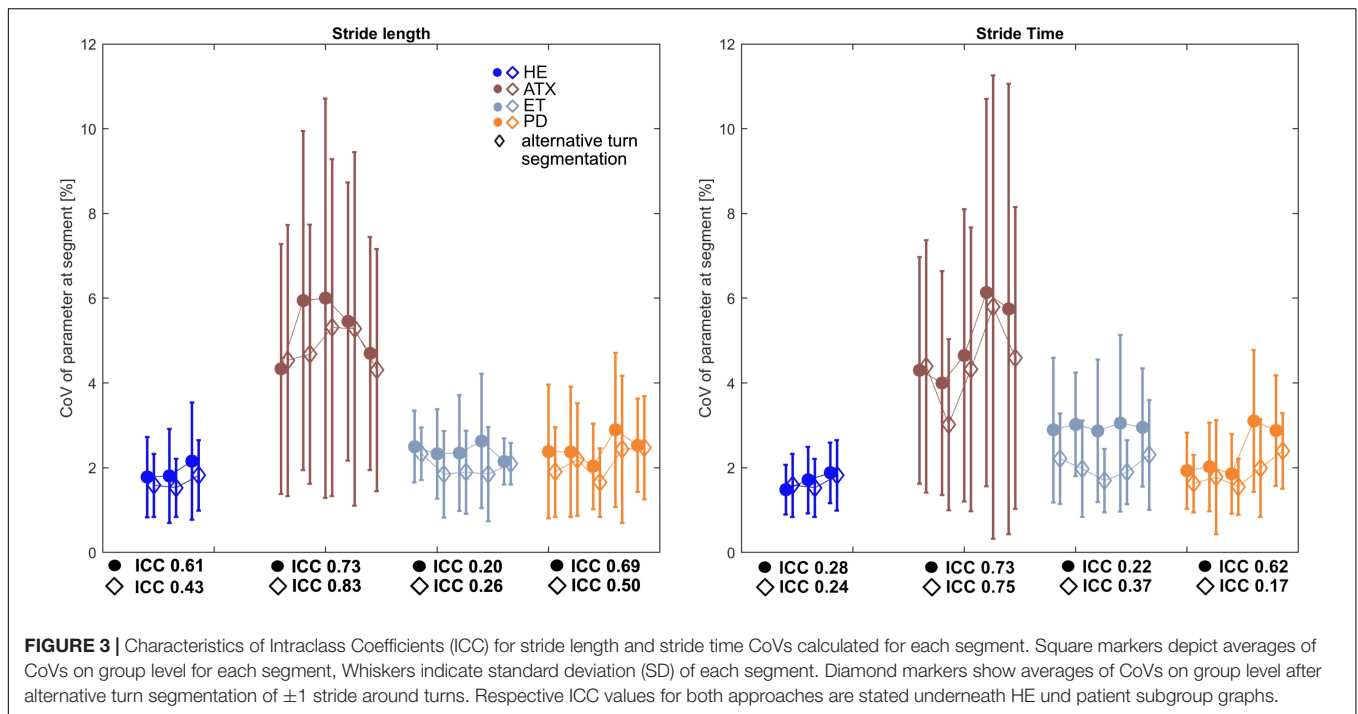 Stride length
Stride Time
12
10
8
6
4
2
0
CoV of parameter at segment [%]
HE
ATX
ET
PD
alternative turn
segmentation
12
10
8
6
4
2
0
CoV of parameter at segment [%]
ICC 0.61
ICC 0.43
ICC 0.73
ICC 0.83
ICC 0.20
ICC 0.26
ICC 0.69
ICC 0.50
ICC 0.28
ICC 0.24
ICC 0.73
ICC 0.75
ICC 0.22
ICC 0.37
ICC 0.62
ICC 0.17
FIGURE 3 | Characteristics of Intraclass Coefficients (ICC) for stride length and stride time CoVs calculated for each segment. Square markers depict averages of
CoVs on group level for each segment, Whiskers indicate standard deviation (SD) of each segment. Diamond markers show averages of CoVs on group level after
alternative turn segmentation of ±1 stride around turns. Respective ICC values for both approaches are stated underneath HE und patient subgroup graphs.